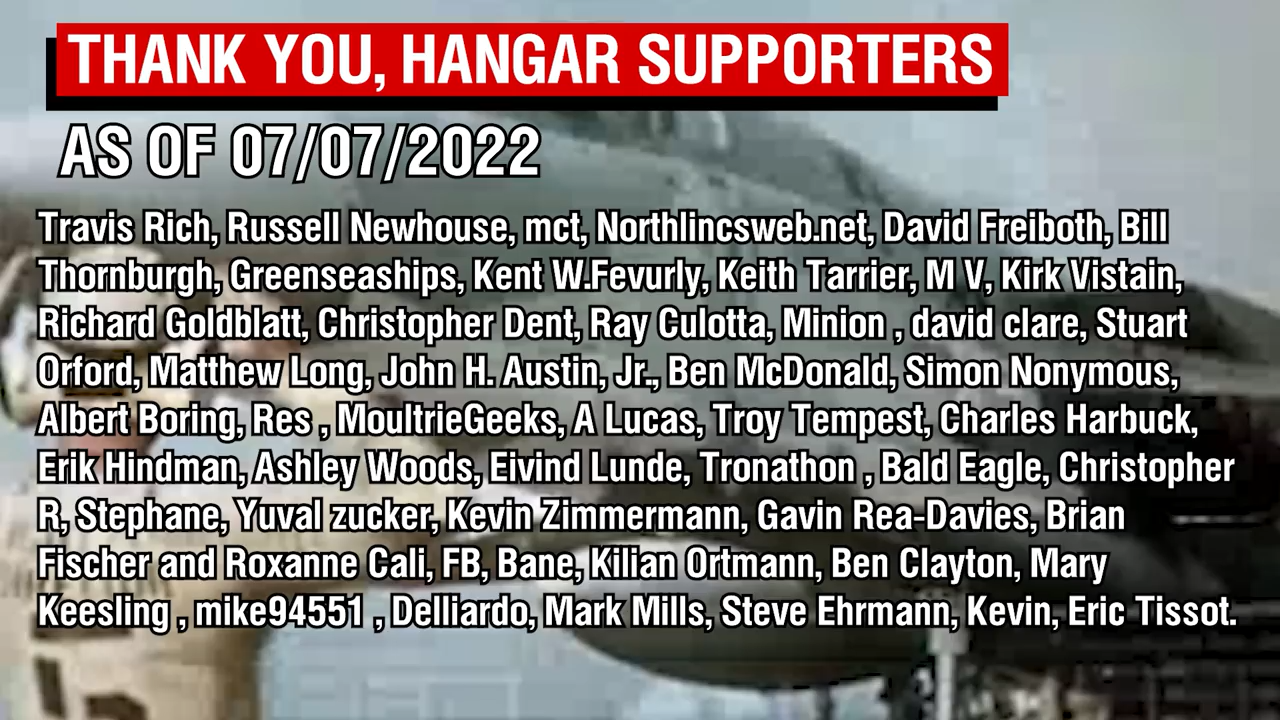 THANK YOU, HANGAR SUPPORTERS
AS OF 07/07/2022
Travis Rich, Russell Newhouse, mct, Northlincsweb.net, David Freiboth, Bill
Thornburgh, Greenseaships, Kent W.Fevurly, Keith Tarrier, M V, Kirk Vistain,
Richard Goldblatt, Christopher Dent, Ray Culotta, Minion , david clare, Stuart
Orford, Matthew Long, John H. Austin, Jr., Ben McDonald, Simon Nonymous,
Albert Boring, Res , MoultrieGeeks, A Lucas, Troy Tempest, Charles Harbuck,
Erik Hindman, Ashley Woods, Eivind Lunde, Tronathon , Bald Eagle, Christopher
R, Stephane, Yuval zucker, Kevin Zimmermann, Gavin Rea-Davies, Brian
Fischer and Roxanne Cali, FB, Bane, Kilian Ortmann, Ben Clayton, Mary
Keesling , mike94551 , Delliardo, Mark Mills, Steve Ehrmann, Kevin, Eric Tissot.